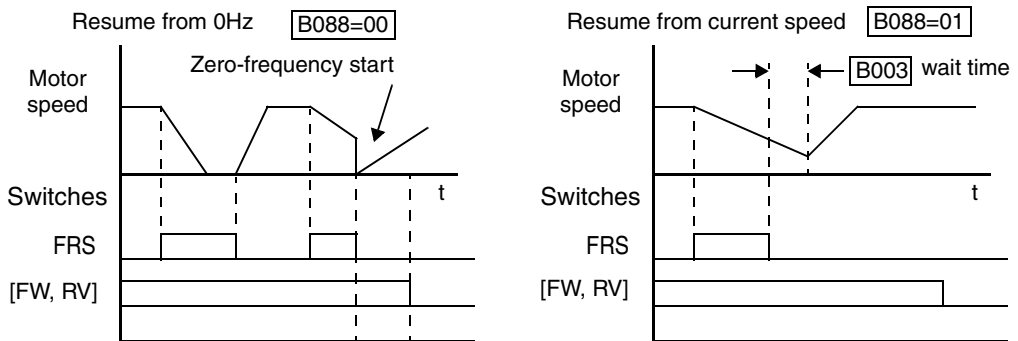 Resume from 0Hz B088=00
Zero-frequency start
Motor
speed
t
Switches
FRS
[FW, RV]
Resume from current speed B088=01
B003 wait time
Motor
speed
t
Switches
FRS
[FW, RV]